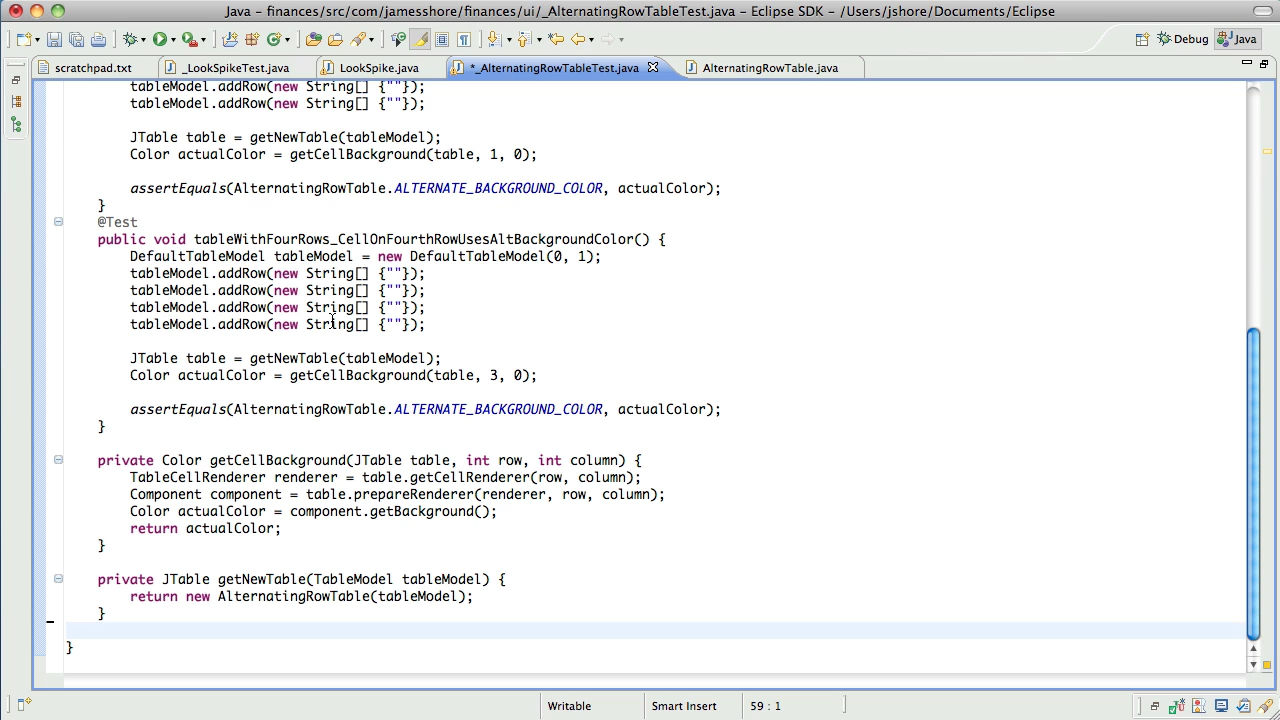 Java - finances/src/com/jamesshore/finances/ui/_AlternatingRowTableTest.java - Eclipse SDK - /Users/jshore/Documents/Eclipse
Debug Java
scratchpad.txt _LookSpikeTest.java LookSpike.java *_AlternatingRowTableTest.java AlternatingRowTable.java
tableModel.addRow(new String[] {""});
tableModel.addRow(new String[] {""});
JTable table = getNewTable(tableModel);
Color actualColor = getCellBackground(table, 1, 0);
assertEquals(AlternatingRowTable.ALTERNATE_BACKGROUND_COLOR, actualColor);
}
@Test
public void tableWithFourRows_CellOnFourthRowUsesAltBackgroundColor() {
DefaultTableModel tableModel = new DefaultTableModel(0, 1);
tableModel.addRow(new String[] {""});
tableModel.addRow(new String[] {""});
tableModel.addRow(new String[] {""});
tableModel.addRow(new String[] {""});
JTable table = getNewTable(tableModel);
Color actualColor = getCellBackground(table, 3, 0);
assertEquals(AlternatingRowTable.ALTERNATE_BACKGROUND_COLOR, actualColor);
}
private Color getCellBackground(JTable table, int row, int column) {
TableCellRenderer renderer = table.getCellRenderer(row, column);
Component component = table.prepareRenderer(renderer, row, column);
Color actualColor = component.getBackground();
return actualColor;
}
private JTable getNewTable(TableModel tableModel) {
return new AlternatingRowTable(tableModel);
}
}
Writable Smart Insert 59 : 1